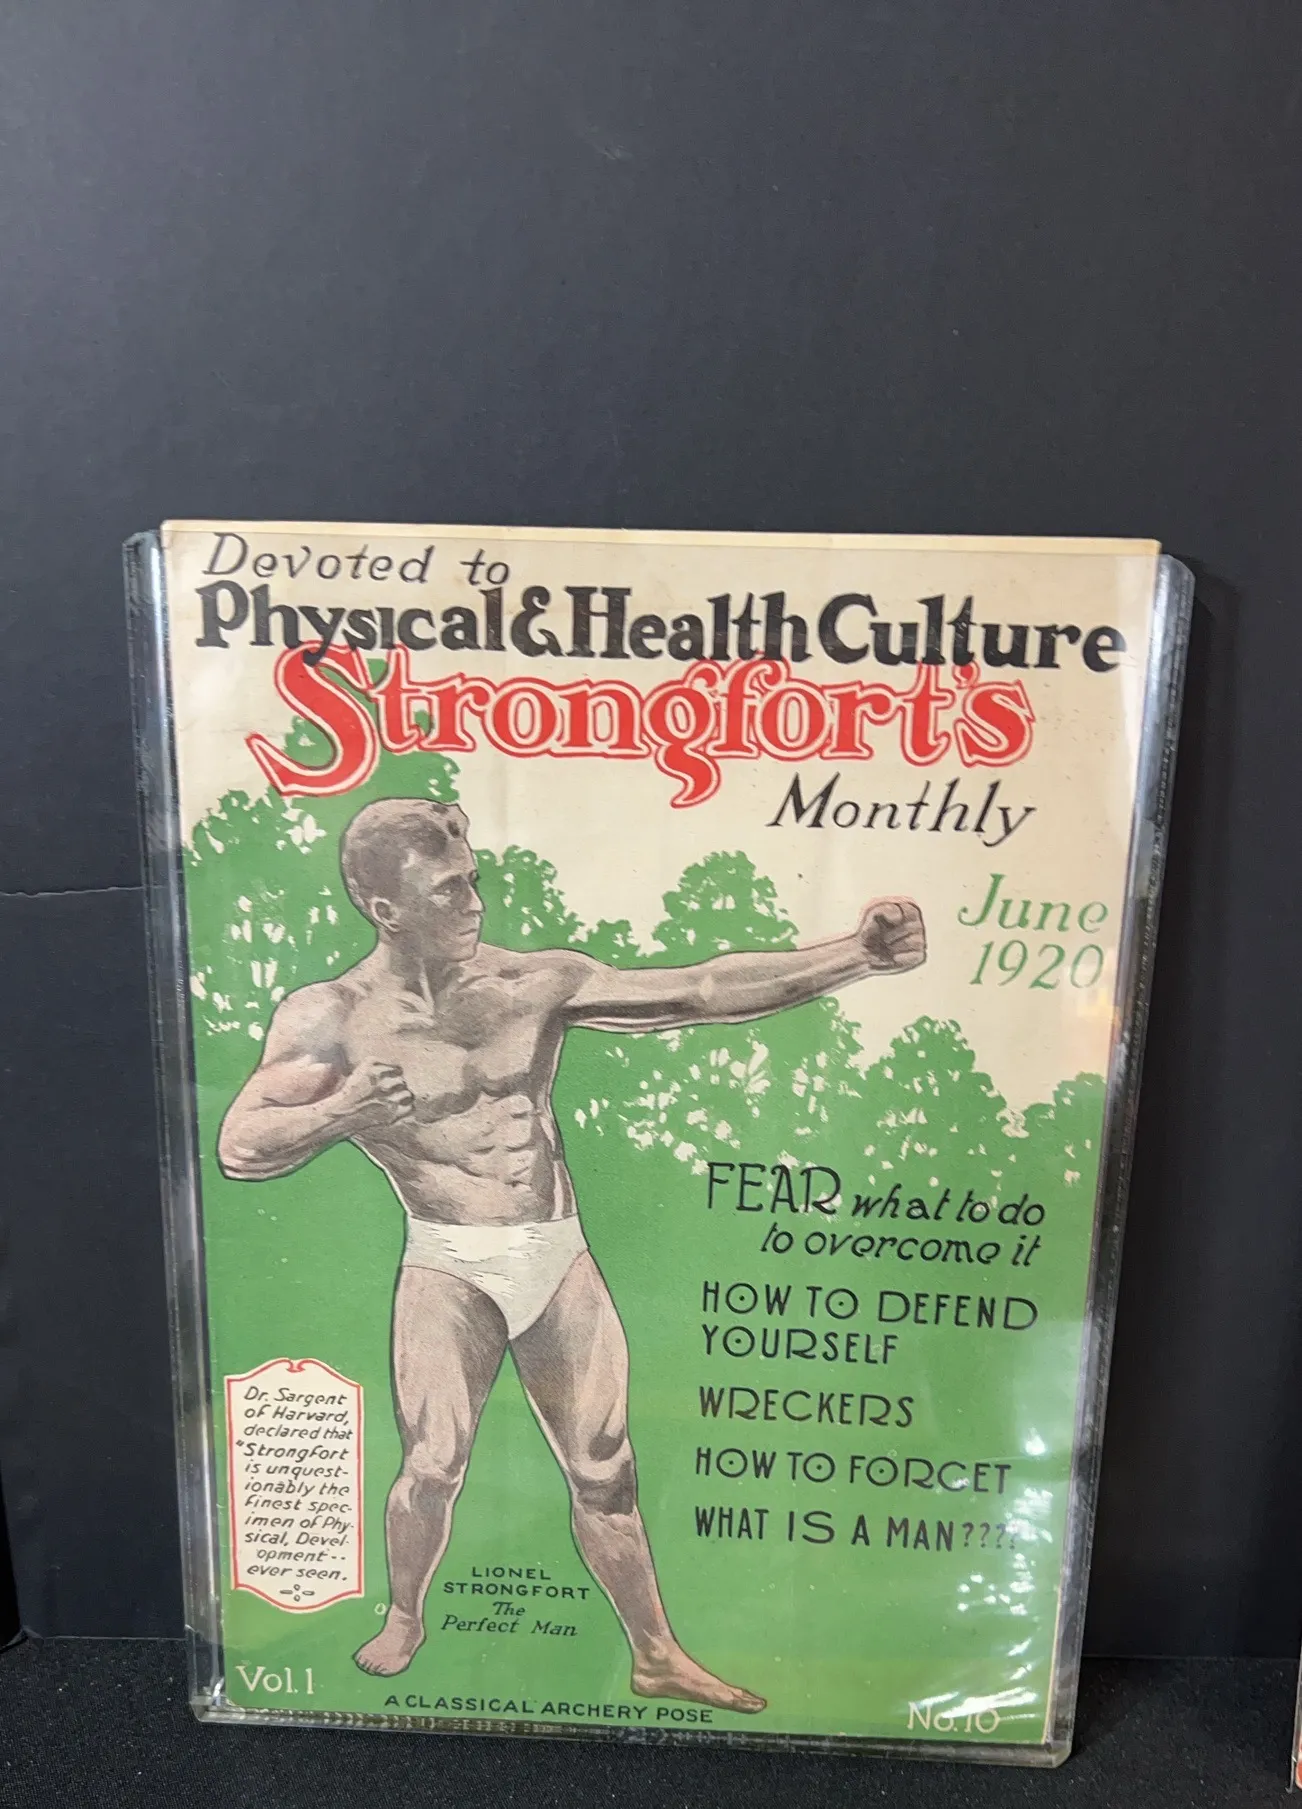 Devoted to
Physical & Health Culture
Strongfort's
Monthly
June
1920
FEAR what to do
to overcome it
HOW TO DEFEND
YOURSELF
WRECKERS
HOW TO FORGET
WHAT IS A MAN????
Dr. Sargent
of Harvard,
declared that
"Strongfort
is unquest-
ionably the
finest spec-
imen of Phy-
sical, Devel-
opment--
ever seen.
LIONEL
STRONGFORT
The
Perfect Man
Vol. 1
A CLASSICAL ARCHERY POSE
No. 10